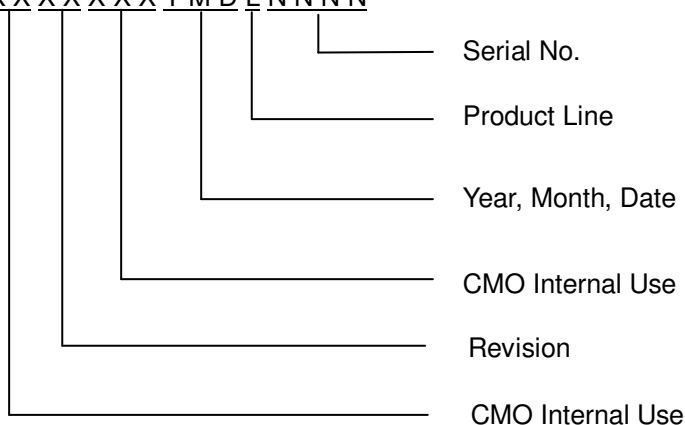 X X X X X X X Y M D L N N N N
Serial No.
Product Line
Year, Month, Date
CMO Internal Use
Revision
CMO Internal Use